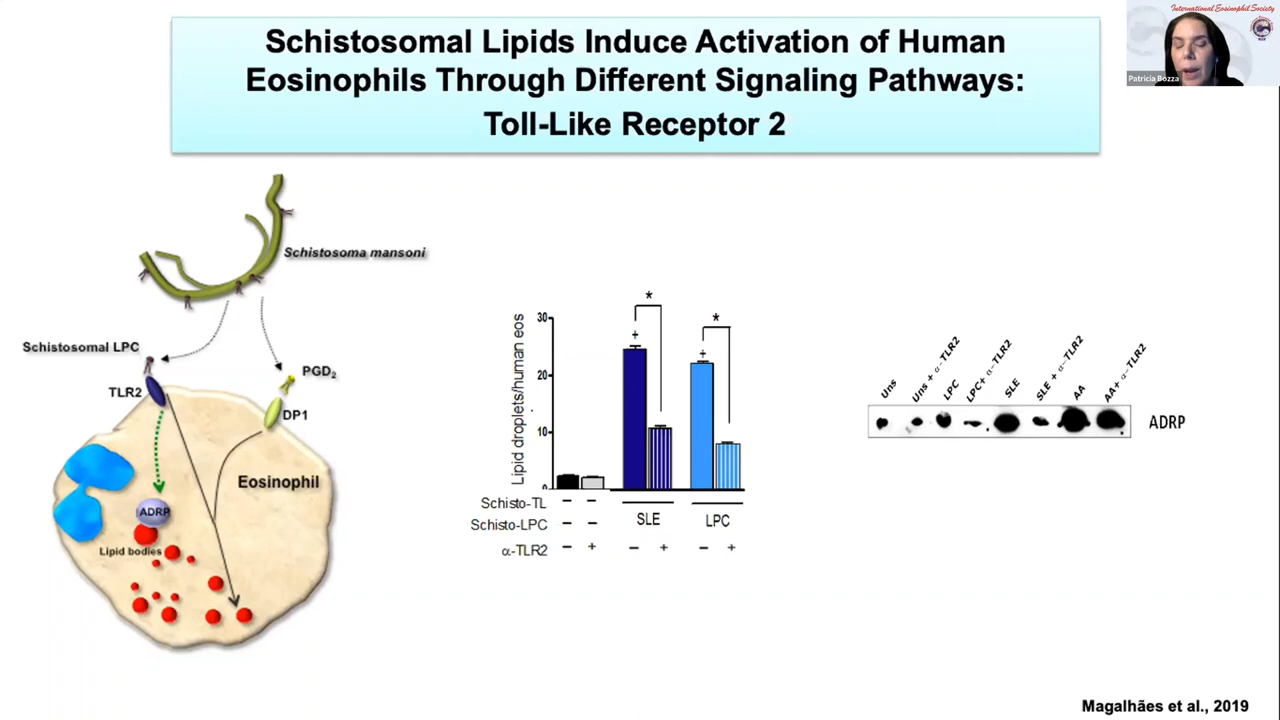 International Eosinophil Society
Patricia Bozza
Schistosomal Lipids Induce Activation of Human
Eosinophils Through Different Signaling Pathways:
Toll-Like Receptor 2
Schistosoma mansoni
Schistosomal LPC
TLR2
PGD2
DP1
Eosinophil
ADRP
Lipid bodies
Lipid droplets/human eos
30
20
10
0
*
*
+
+
Schisto-TL − −
SLE LPC
Schisto-LPC − −
α-TLR2 − + − + − +
Uns
Uns + α-TLR2
LPC
LPC+ α-TLR2
SLE
SLE + α-TLR2
AA
AA+ α-TLR2
ADRP
Magalhães et al., 2019